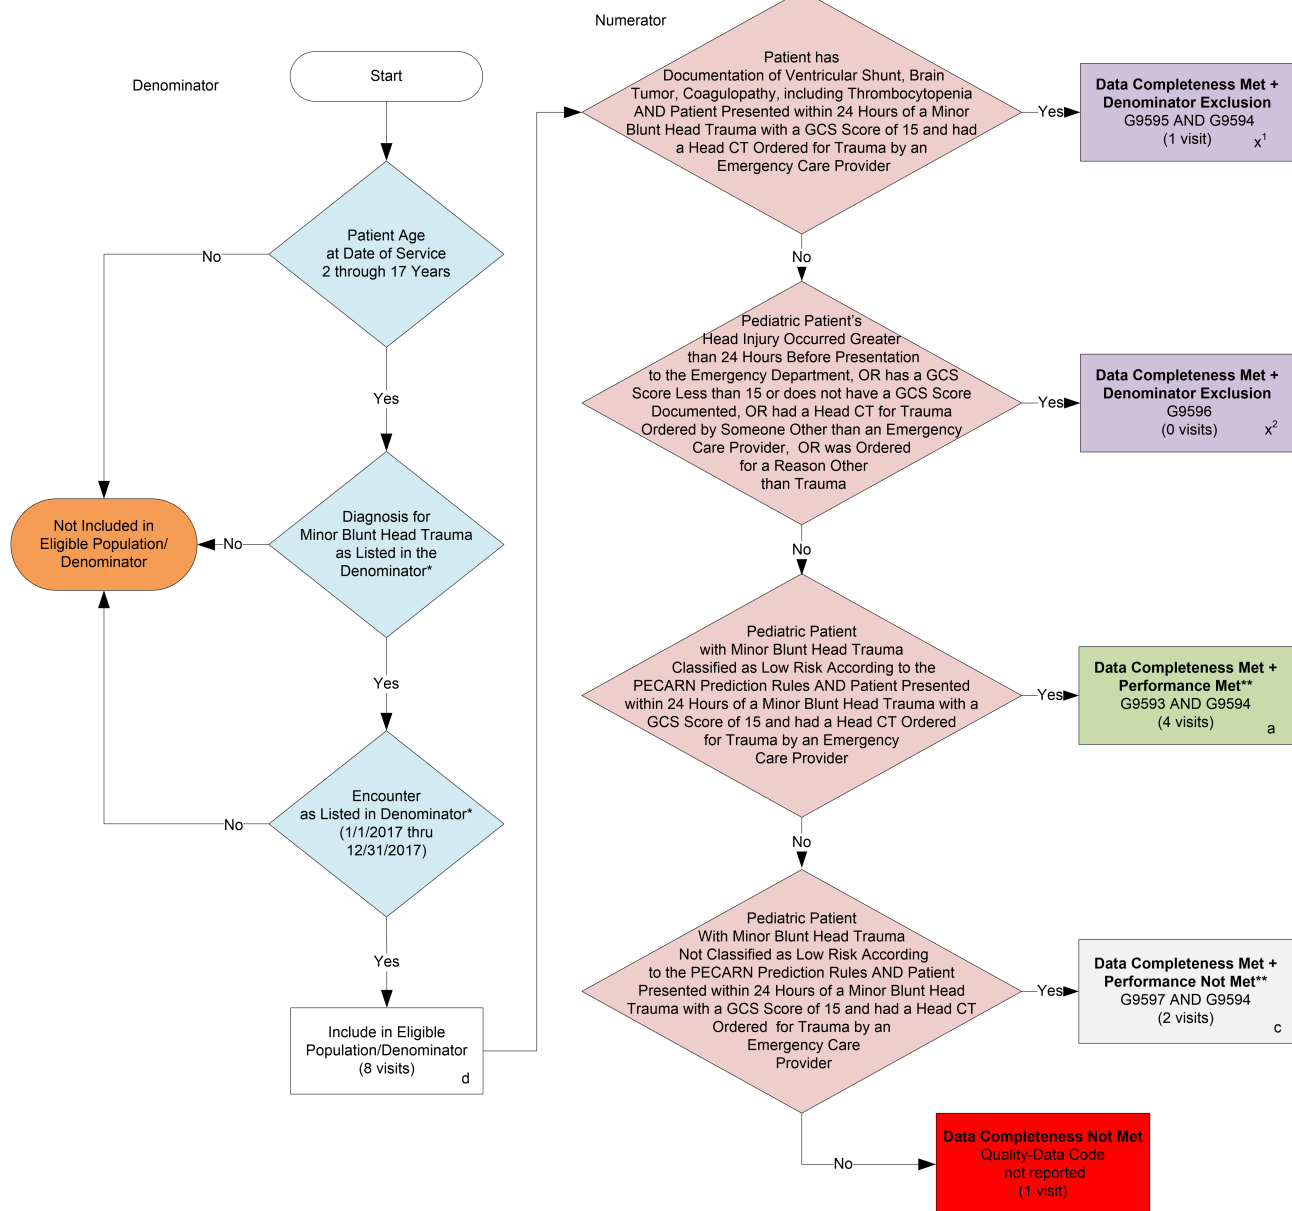 Numerator
Denominator
Start
Patient Age
at Date of Service
2 through 17 Years
No
Yes
Diagnosis for
Minor Blunt Head Trauma
as Listed in the
Denominator*
No
Not Included in
Eligible Population/
Denominator
Yes
Encounter
as Listed in Denominator*
(1/1/2017 thru
12/31/2017)
No
Yes
Include in Eligible
Population/Denominator
(8 visits)
d
Patient has
Documentation of Ventricular Shunt, Brain
Tumor, Coagulopathy, including Thrombocytopenia
AND Patient Presented within 24 Hours of a Minor
Blunt Head Trauma with a GCS Score of 15 and had
a Head CT Ordered for Trauma by an
Emergency Care Provider
Yes
Data Completeness Met +
Denominator Exclusion
G9595 AND G9594
(1 visit)
x¹
No
Pediatric Patient’s
Head Injury Occurred Greater
than 24 Hours Before Presentation
to the Emergency Department, OR has a GCS
Score Less than 15 or does not have a GCS Score
Documented, OR had a Head CT for Trauma
Ordered by Someone Other than an Emergency
Care Provider, OR was Ordered
for a Reason Other
than Trauma
Yes
Data Completeness Met +
Denominator Exclusion
G9596
(0 visits)
x²
No
Pediatric Patient
with Minor Blunt Head Trauma
Classified as Low Risk According to the
PECARN Prediction Rules AND Patient Presented
within 24 Hours of a Minor Blunt Head Trauma with a
GCS Score of 15 and had a Head CT Ordered
for Trauma by an Emergency
Care Provider
Yes
Data Completeness Met +
Performance Met**
G9593 AND G9594
(4 visits)
a
No
Pediatric Patient
With Minor Blunt Head Trauma
Not Classified as Low Risk According
to the PECARN Prediction Rules AND Patient
Presented within 24 Hours of a Minor Blunt Head
Trauma with a GCS Score of 15 and had a Head CT
Ordered for Trauma by an
Emergency Care
Provider
Yes
Data Completeness Met +
Performance Not Met**
G9597 AND G9594
(2 visits)
c
No
Data Completeness Not Met
Quality-Data Code
not reported
(1 visit)